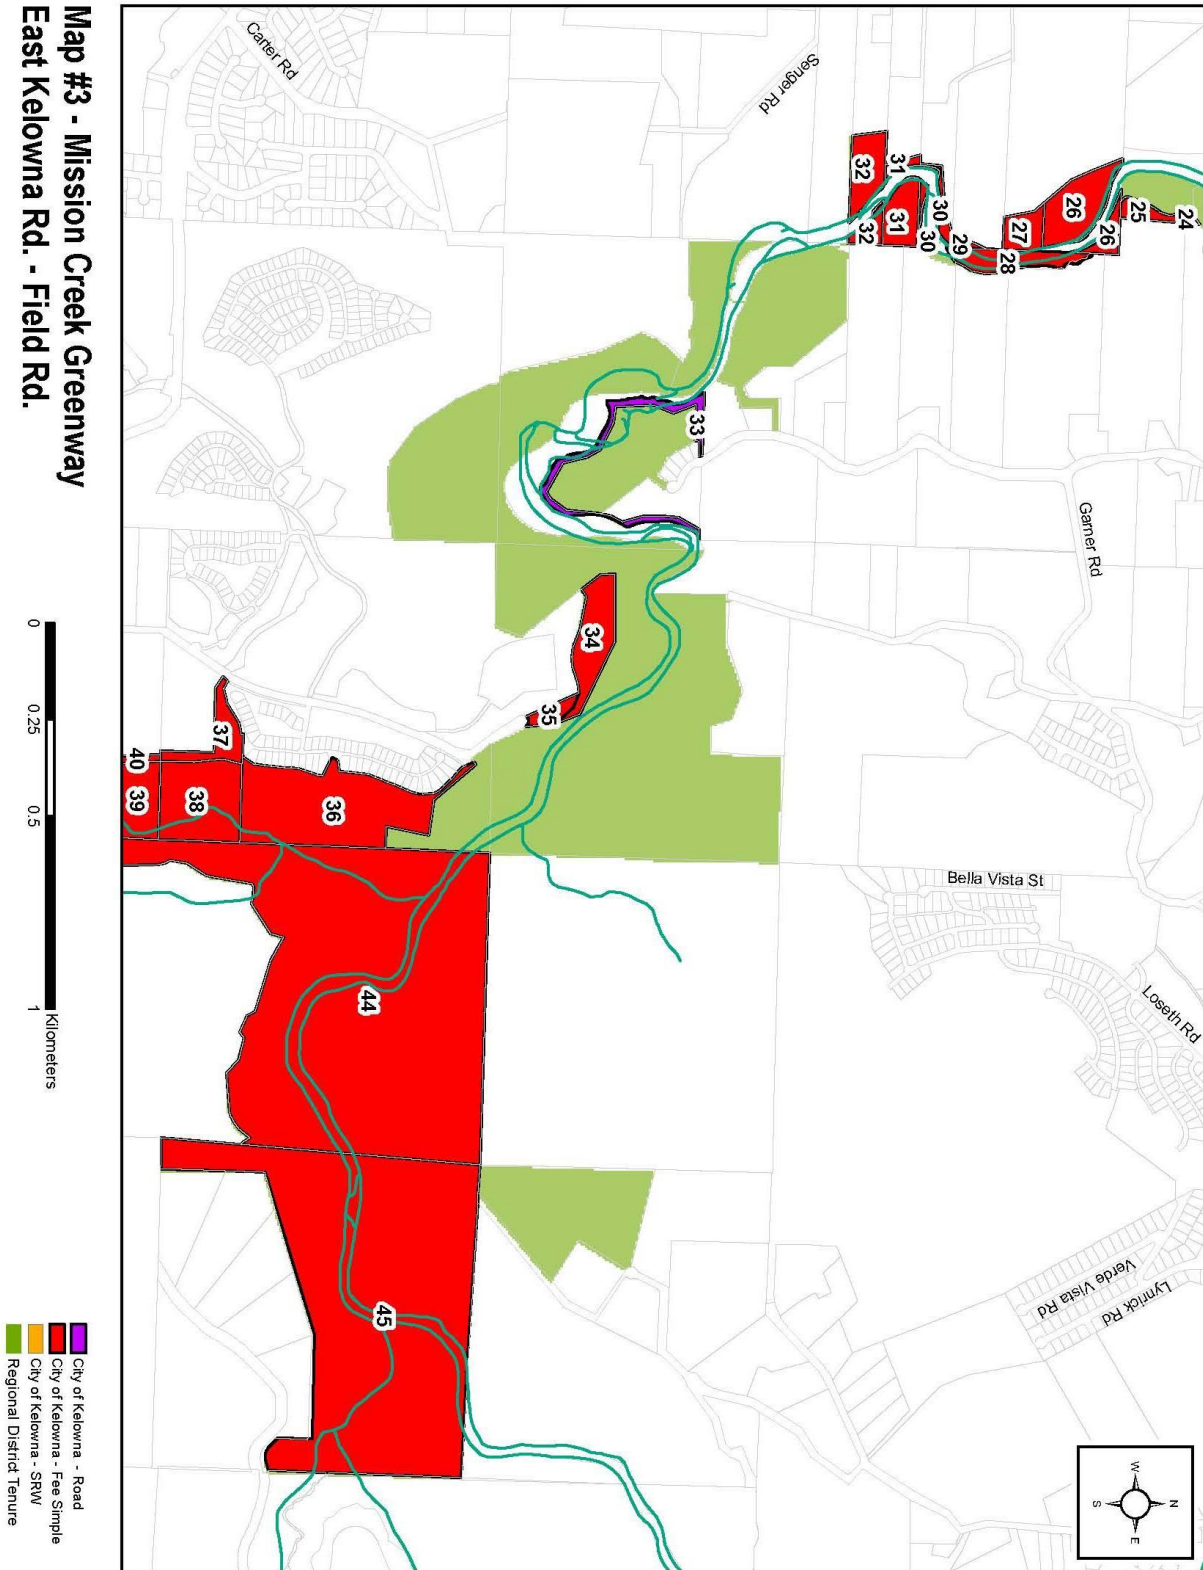 Map #3 - Mission Creek Greenway
East Kelowna Rd. - Field Rd.
0 0.25 0.5 1 Kilometers
City of Kelowna - Road
City of Kelowna - Fee Simple
City of Kelowna - SRW
Regional District Tenure
N
W E
S
Carter Rd
Senger Rd
Garner Rd
Bella Vista St
Loseth Rd
Verde Vista Rd
Lynrick Rd
24
25
26
26
27
28
29
30
30
31
31
32
32
33
34
35
36
37
38
39
40
44
45